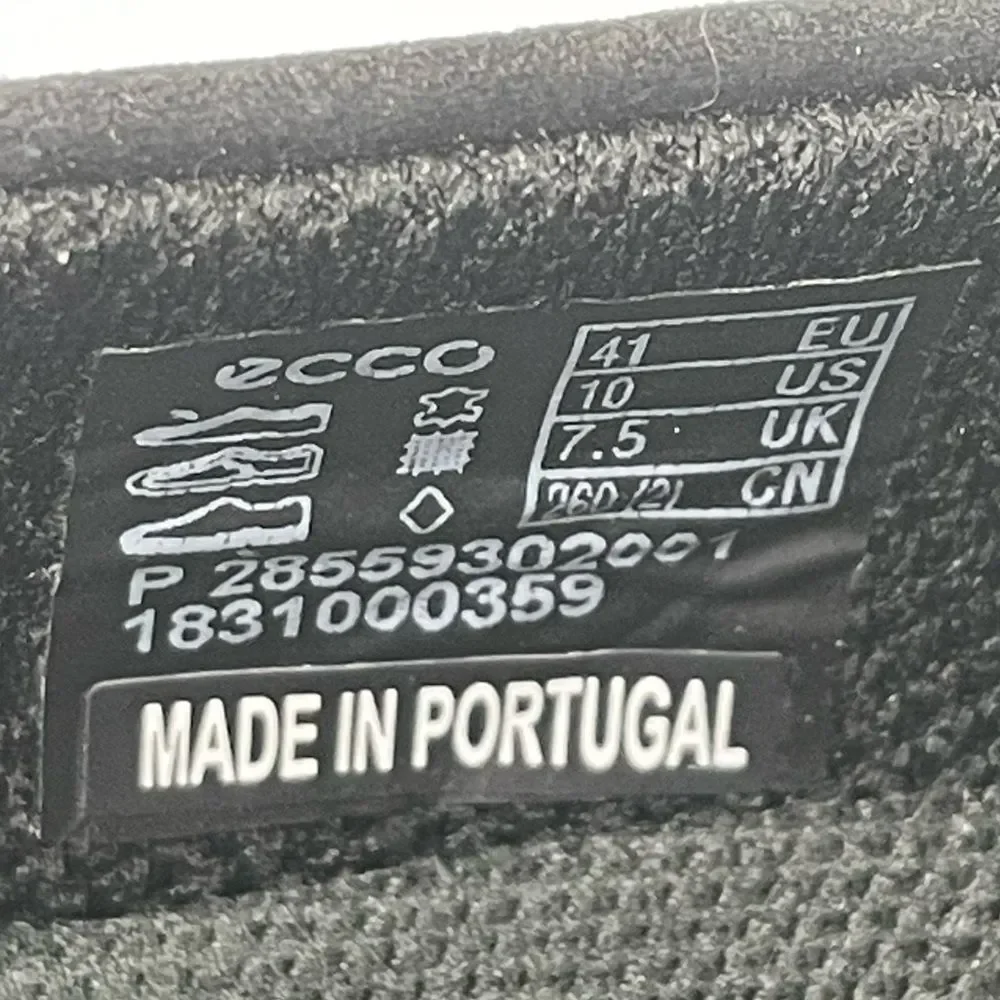 ecco
41 EU
10 US
7.5 UK
260 /2) CN
P 28559302001
1831000359
MADE IN PORTUGAL